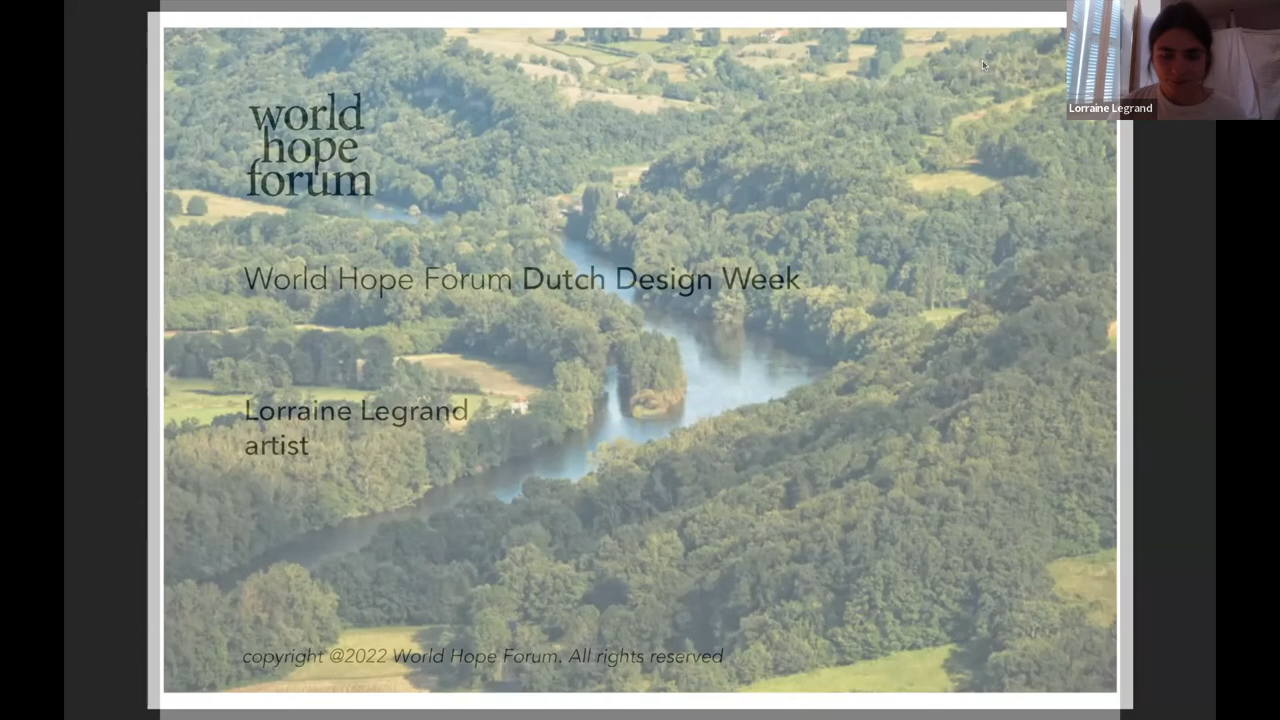 world
hope
forum
World Hope Forum Dutch Design Week
Lorraine Legrand
artist
copyright @2022 World Hope Forum. All rights reserved
Lorraine Legrand